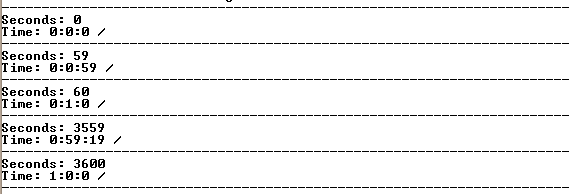 Seconds: 0
Time: 0:0:0 /
Seconds: 59
Time: 0:0:59 /
Seconds: 60
Time: 0:1:0 /
Seconds: 3559
Time: 0:59:19 /
Seconds: 3600
Time: 1:0:0 /